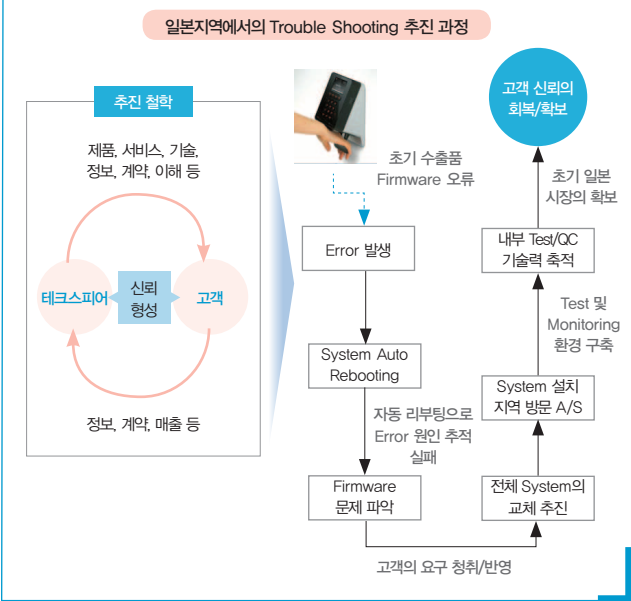 일본지역에서의 Trouble Shooting 추진 과정
추진 철학
제품, 서비스, 기술,
정보, 계약, 이해 등
테크스피어
신뢰
형성
고객
정보, 계약, 매출 등
초기 수출품
Firmware 오류
Error 발생
System Auto
Rebooting
자동 리부팅으로
Error 원인 추적
실패
Firmware
문제 파악
고객의 요구 청취/반영
전체 System의
교체 추진
System 설치
지역 방문 A/S
Test 및
Monitoring
환경 구축
내부 Test/QC
기술력 축적
초기 일본
시장의 확보
고객 신뢰의
회복/확보